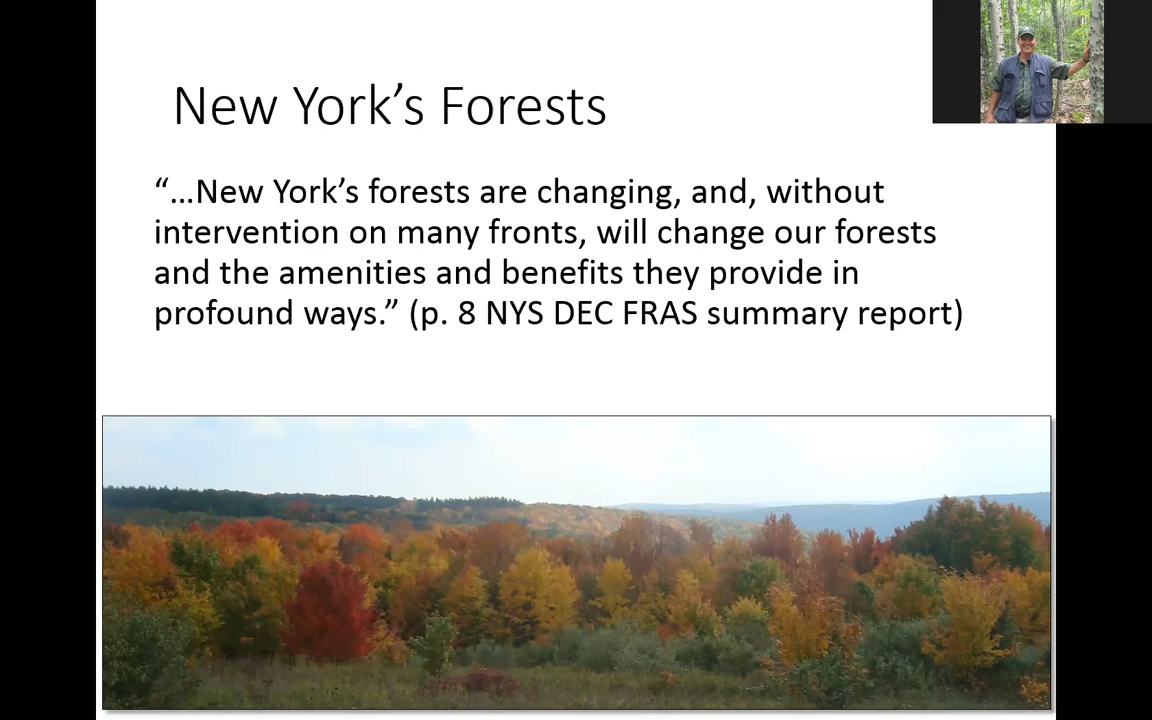 New York’s Forests
“…New York’s forests are changing, and, without
intervention on many fronts, will change our forests
and the amenities and benefits they provide in
profound ways.” (p. 8 NYS DEC FRAS summary report)